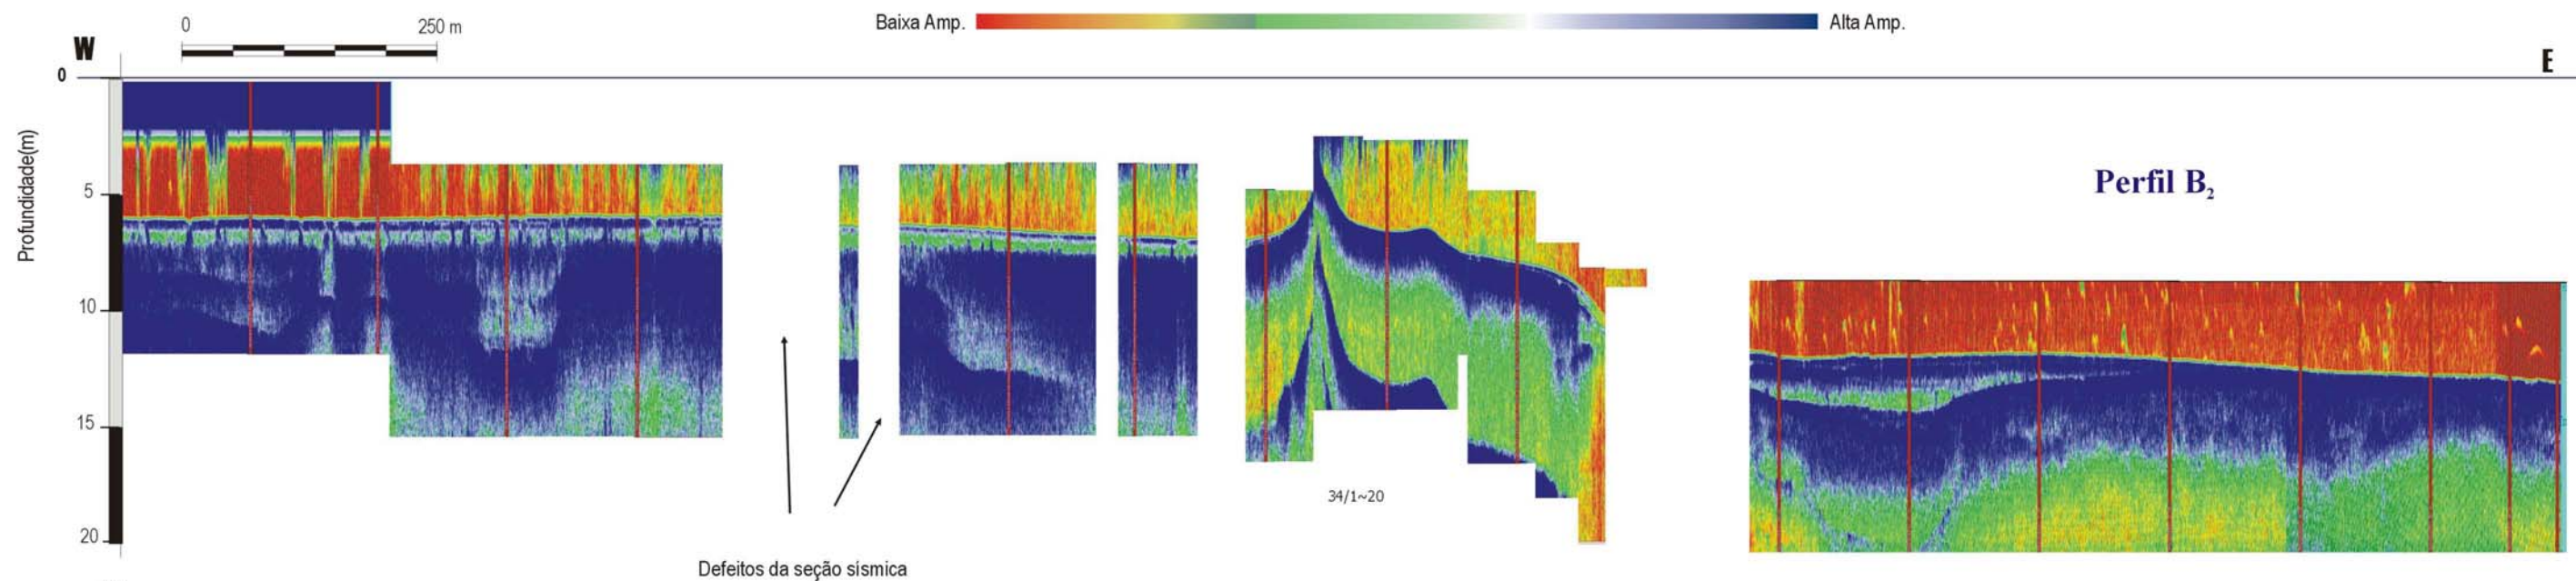 0 250 m
Baixa Amp. Alta Amp.
W E
0
Profundidade(m)
5
10
15
20
Perfil B2
34/1~20
Defeitos da seção sísmica